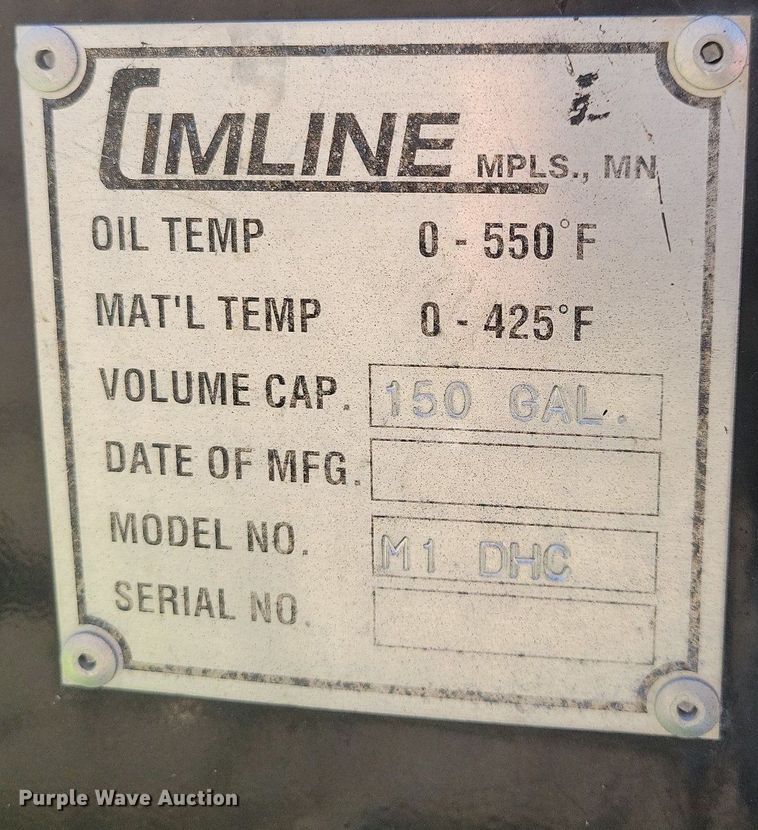 CIMLINE MPLS., MN
OIL TEMP 0 - 550°F
MAT'L TEMP 0 - 425°F
VOLUME CAP. 150 GAL.
DATE OF MFG.
MODEL NO. M1 DHC
SERIAL NO.
Purple Wave Auction